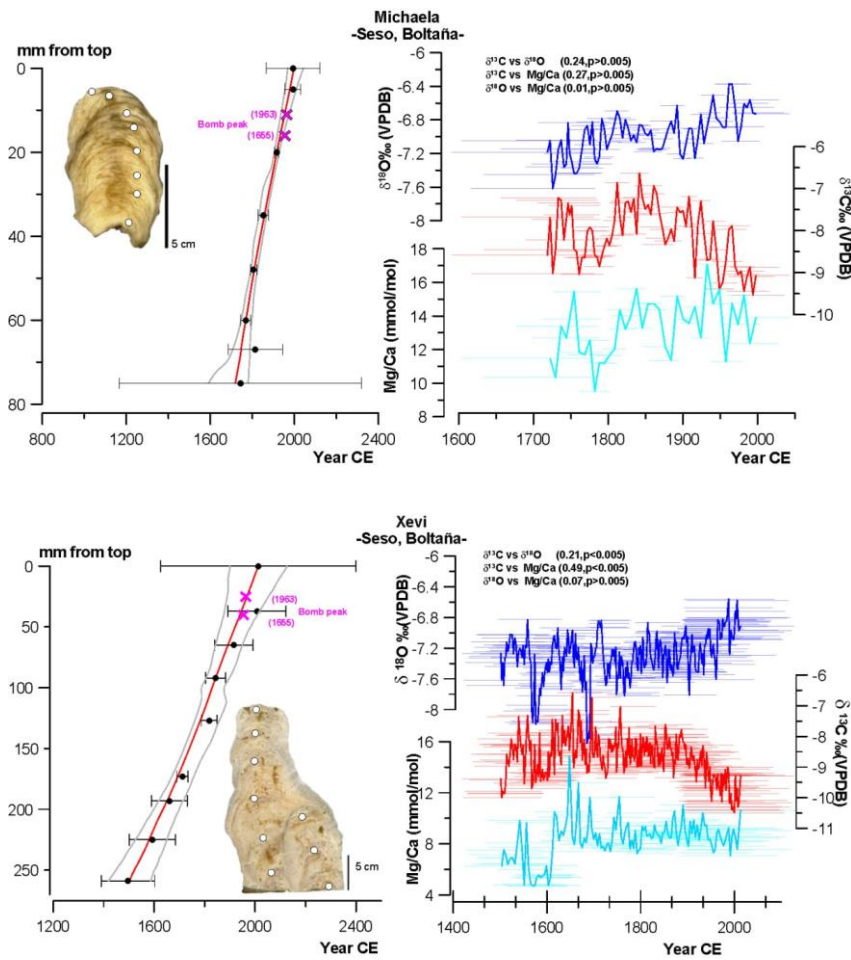 Michaela
-Seso, Boltaña-
mm from top
0
20
40
60
80
800
1200
1600
2000
2400
Year CE
Bomb peak
(1963)
(1655)
5 cm
δ¹³C vs δ¹⁸O (0.24,p>0.005)
δ¹³C vs Mg/Ca (0.27,p>0.005)
δ¹⁸O vs Mg/Ca (0.01,p>0.005)
-6
-6.4
-6.8
-7.2
-7.6
-8
δ¹⁸O‰ (VPDB)
-6
-7
-8
-9
-10
δ¹³C‰ (VPDB)
18
16
14
12
10
8
Mg/Ca (mmol/mol)
1600
1700
1800
1900
2000
Year CE
Xevi
-Seso, Boltaña-
mm from top
0
50
100
150
200
250
1200
1600
2000
2400
Year CE
(1963)
(1655)
Bomb peak
5 cm
δ¹³C vs δ¹⁸O (0.21,p<0.005)
δ¹³C vs Mg/Ca (0.49,p<0.005)
δ¹⁸O vs Mg/Ca (0.07,p>0.005)
-6
-6.4
-6.8
-7.2
-7.6
-8
δ ¹⁸O ‰(VPDB)
-6
-7
-8
-9
-10
-11
δ ¹³C ‰(VPDB)
16
12
8
4
Mg/Ca (mmol/mol)
1400
1600
1800
2000
Year CE